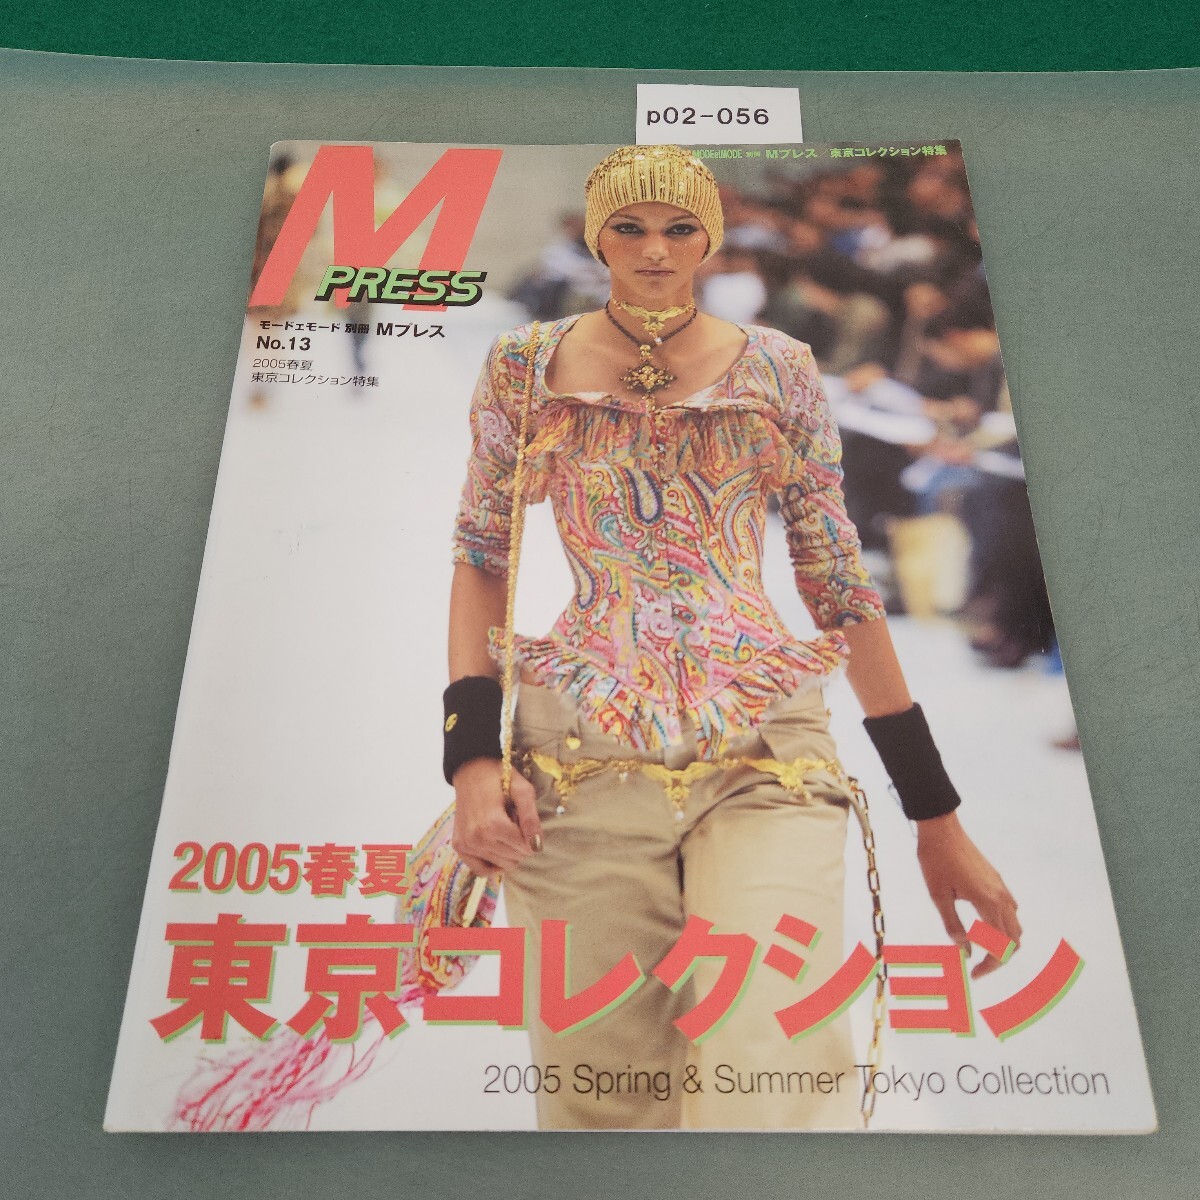 p02-056
MODEetMODE 別冊 Mプレス/東京コレクション特集
M
PRESS
モードェモード 別冊 Mプレス
No.13
2005春夏
東京コレクション特集
2005春夏
東京コレクション
2005 Spring & Summer Tokyo Collection